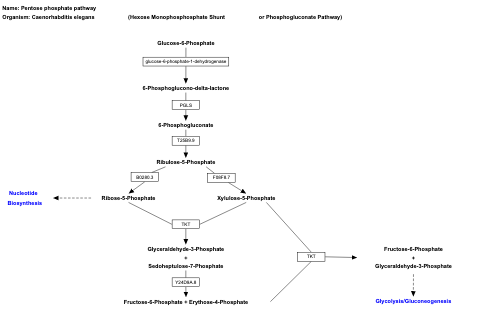 Name: Pentose phosphate pathway
Organism: Caenorhabditis elegans (Hexose Monophosphate Shunt or Phosphogluconate Pathway)
Glucose-6-Phosphate
glucose-6-phosphate-1-dehydrogenase
6-Phosphoglucono-delta-lactone
PGLS
6-Phosphogluconate
T25B9.9
Ribulose-5-Phosphate
B0280.3 F08F8.7
Nucleotide
Biosynthesis
Ribose-5-Phosphate Xylulose-5-Phosphate
TKT
Glyceraldehyde-3-Phosphate
+
Sedoheptulose-7-Phosphate
Y24D9A.8
Fructose-6-Phosphate + Erythose-4-Phosphate
TKT
Fructose-6-Phosphate
+
Glyceraldehyde-3-Phosphate
Glycolysis/Gluconeogenesis